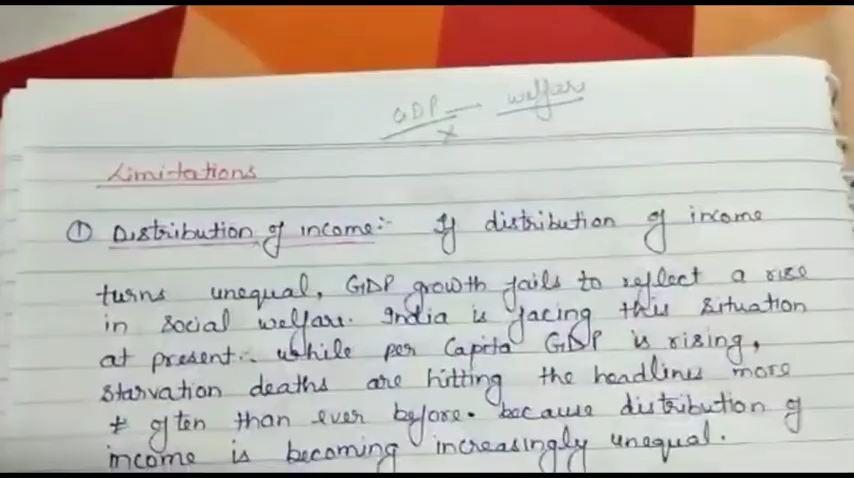 GDP — welfare
x
Limitations
① Distribution of income:- If distribution of income
turns unequal, GDP growth fails to reflect a rise
in social welfare. India is facing this situation
at present:- while per Capita GDP is rising,
starvation deaths are hitting the headlines more
often than ever before. because distribution of
income is becoming increasingly unequal.